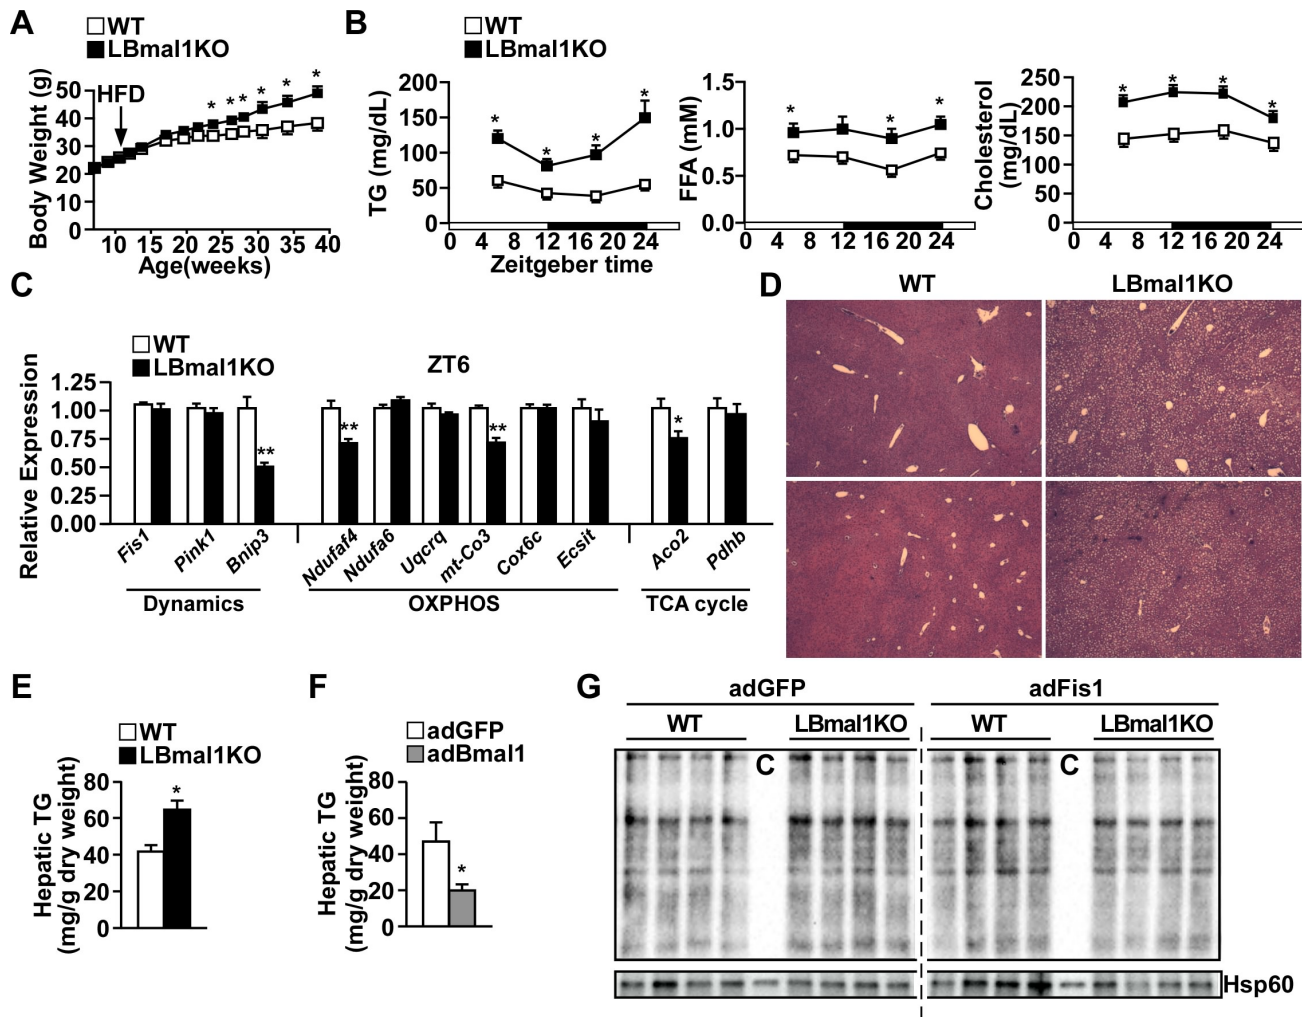 A
WT
LBmal1KO
Body Weight (g)
HFD
50
40
30
20
10
0
* * * * * *
10 15 20 25 30 35 40
Age(weeks)
B
WT
LBmal1KO
TG (mg/dL)
200
150
100
50
0
* * * *
0 4 8 12 16 20 24
Zeitgeber time
FFA (mM)
1.5
1.0
0.5
0.0
* * *
0 4 8 12 16 20 24
Cholesterol
(mg/dL)
250
200
150
100
50
0
* * * *
0 4 8 12 16 20 24
C
WT
LBmal1KO
ZT6
Relative Expression
1.25
1.00
0.75
0.50
0.25
0.00
** ** ** *
Fis1 Pink1 Bnip3 Ndufaf4 Ndufa6 Uqcrq mt-Co3 Cox6c Ecsit Aco2 Pdhb
Dynamics OXPHOS TCA cycle
D
WT LBmal1KO
E
WT
LBmal1KO
Hepatic TG
(mg/g dry weight)
80
60
40
20
0
*
F
adGFP
adBmal1
Hepatic TG
(mg/g dry weight)
80
60
40
20
0
*
G
adGFP adFis1
WT LBmal1KO WT LBmal1KO
C C
Hsp60